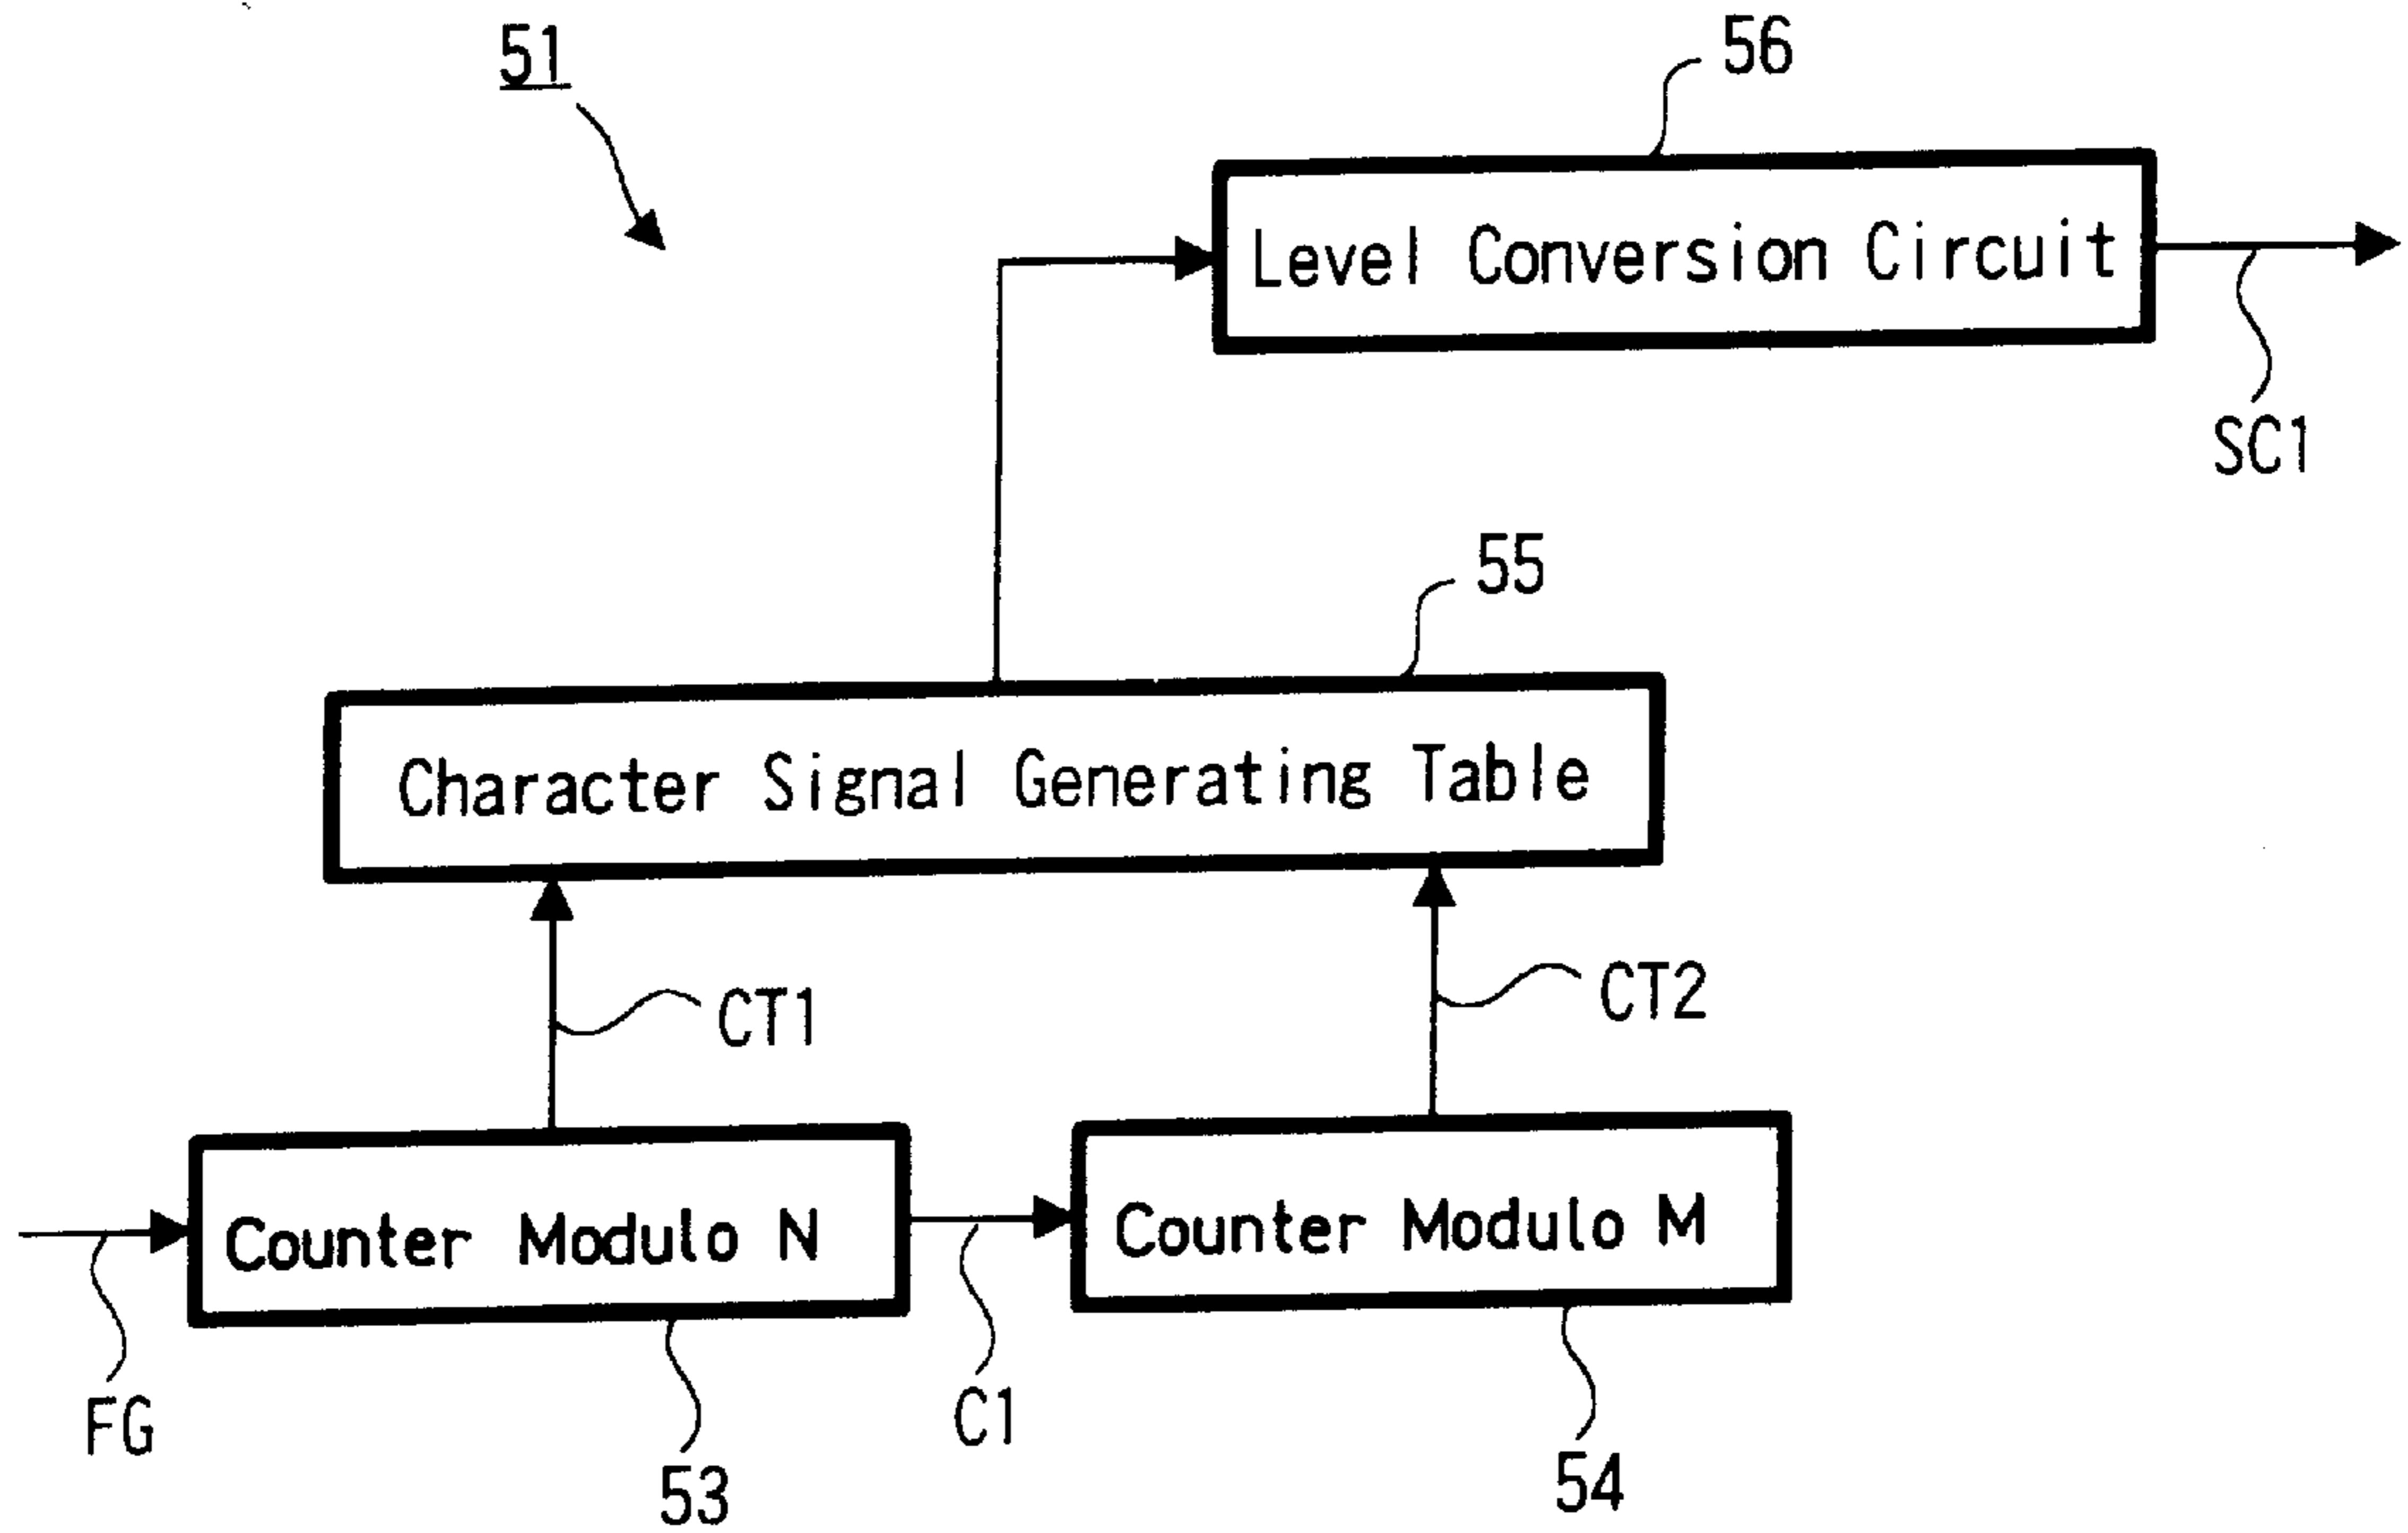 51
56
Level Conversion Circuit
SC1
55
Character Signal Generating Table
CT1
CT2
Counter Modulo N
Counter Modulo M
FG
C1
53
54